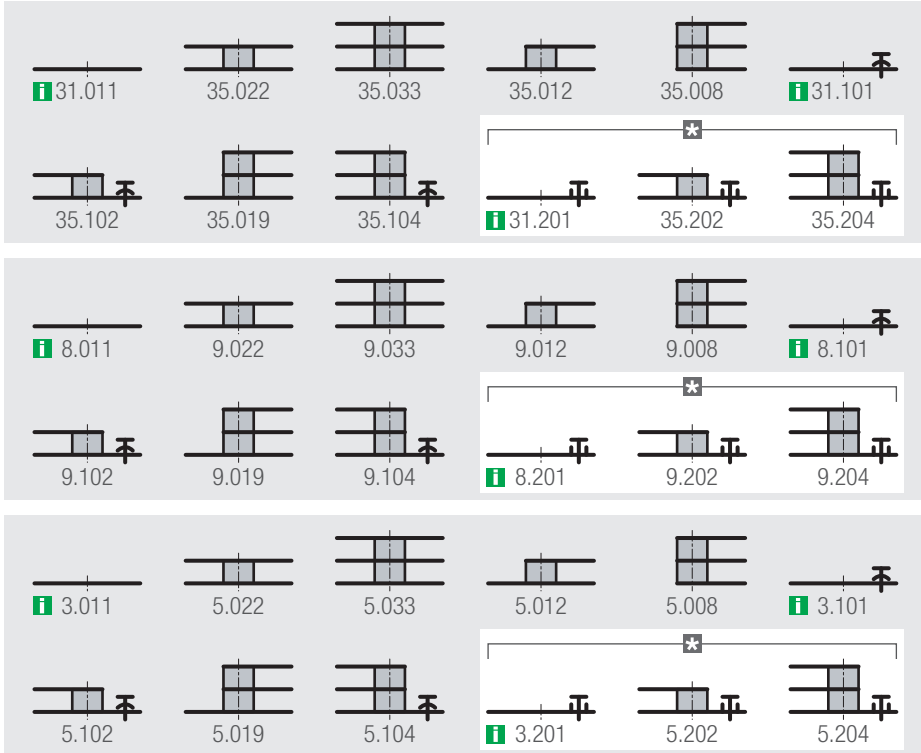 i 31.011 35.022 35.033 35.012 35.008 i 31.101
*
35.102 35.019 35.104 i 31.201 35.202 35.204
i 8.011 9.022 9.033 9.012 9.008 i 8.101
*
9.102 9.019 9.104 i 8.201 9.202 9.204
i 3.011 5.022 5.033 5.012 5.008 i 3.101
*
5.102 5.019 5.104 i 3.201 5.202 5.204